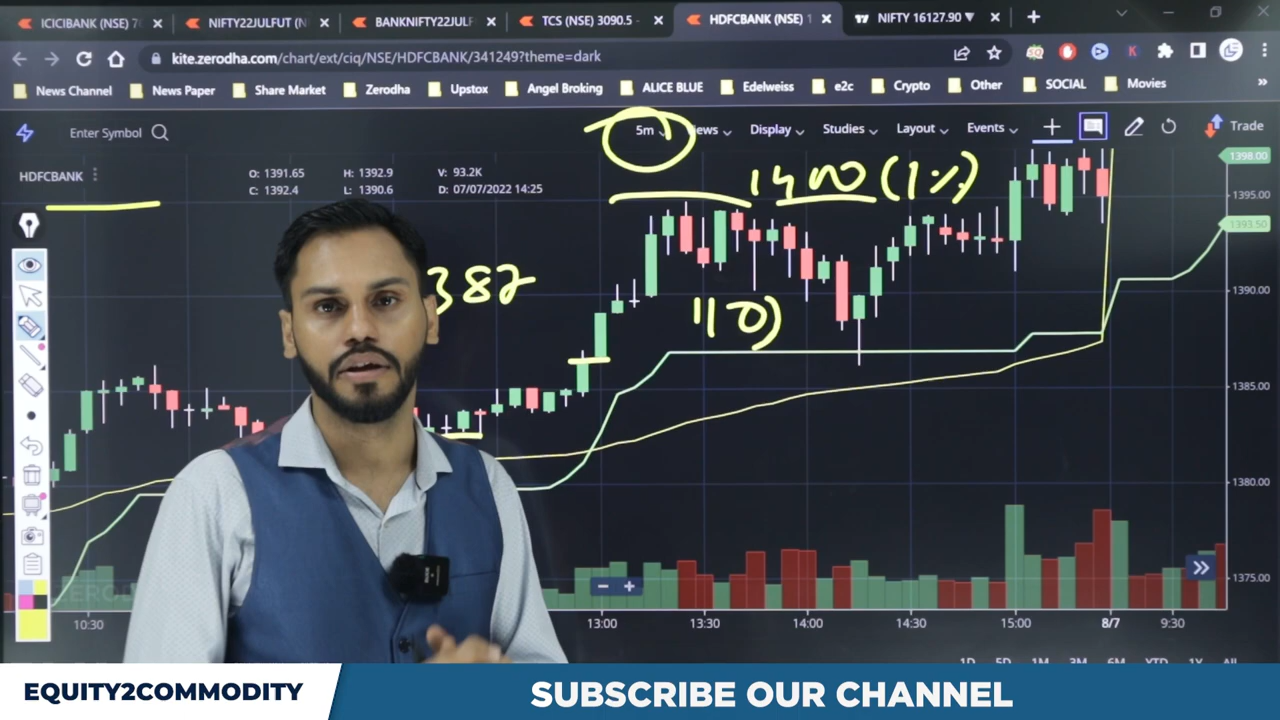 ICICIBANK (NSE) 7
NIFTY22JULFUT (N
BANKNIFTY22JULF
TCS (NSE) 3090.5 -
HDFCBANK (NSE) 1
NIFTY 16127.90 ▼
kite.zerodha.com/chart/ext/ciq/NSE/HDFCBANK/341249?theme=dark
News Channel News Paper Share Market Zerodha Upstox Angel Broking ALICE BLUE Edelweiss e2c Crypto Other SOCIAL Movies »
Enter Symbol 5m Views Display Studies Layout Events Trade
HDFCBANK
O: 1391.65 H: 1392.9 V: 93.2K
C: 1392.4 L: 1390.6 D: 07/07/2022 14:25
1400 (1%)
382
1398.00
1395.00
1393.50
1390.00
1385.00
1380.00
1375.00
10:30 13:00 13:30 14:00 14:30 15:00 8/7 9:30
1D 5D 1M 3M 6M YTD 1Y All
EQUITY2COMMODITY
SUBSCRIBE OUR CHANNEL